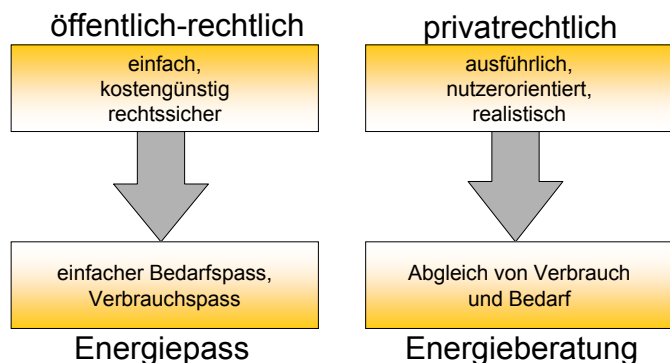 öffentlich-rechtlich
einfach,
kostengünstig
rechtssicher
einfacher Bedarfspass,
Verbrauchspass
Energiepass
privatrechtlich
ausführlich,
nutzerorientiert,
realistisch
Abgleich von Verbrauch
und Bedarf
Energieberatung